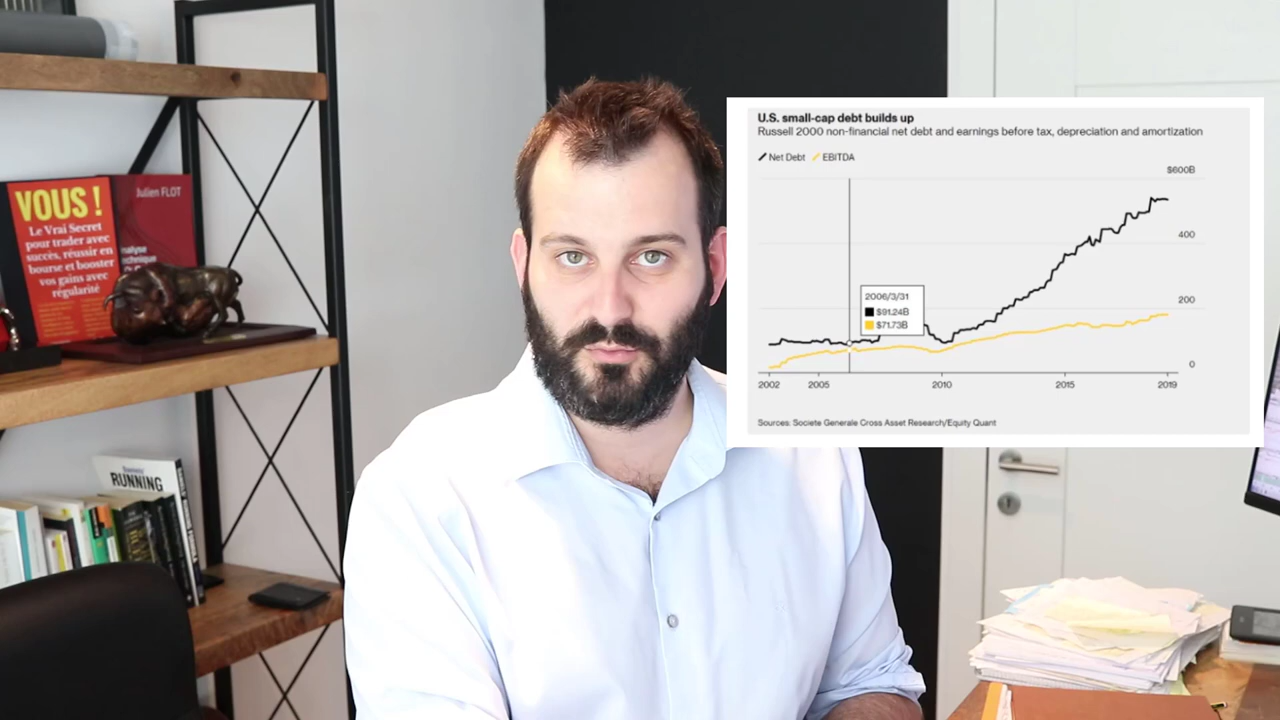 VOUS !
Le Vrai Secret
pour trader avec
succès, réussir en
bourse et booster
vos gains avec
régularité
Julien FLOT
technique
RUNNING
U.S. small-cap debt builds up
Russell 2000 non-financial net debt and earnings before tax, depreciation and amortization
Net Debt EBITDA
$600B
400
200
0
2006/3/31
$91.24B
$71.73B
2002 2005 2010 2015 2019
Sources: Societe Generale Cross Asset Research/Equity Quant